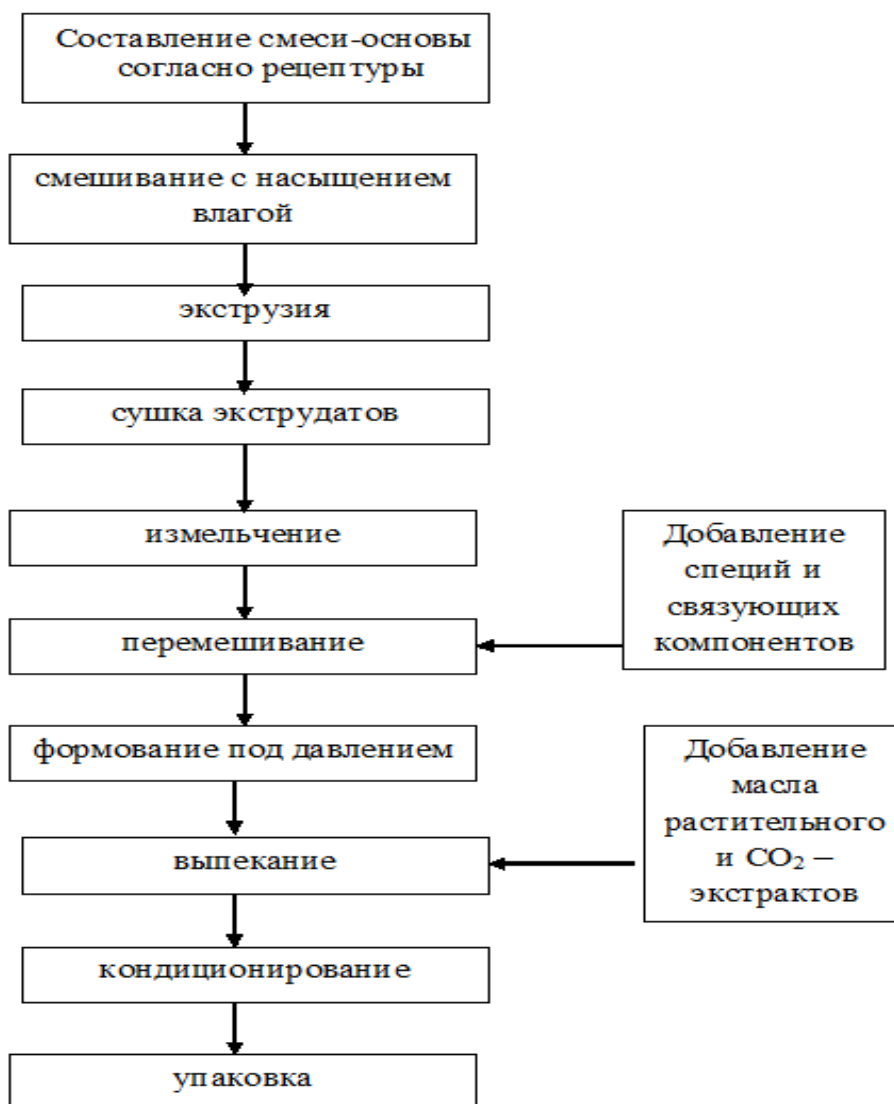 Составление смеси-основы
согласно рецептуры
смешивание с насыщением
влагой
экструзия
сушка экструдатов
измельчение
Добавление
специй и
связующих
компонентов
перемешивание
формование под давлением
Добавление
масла
растительного
и CO₂ –
экстрактов
выпекание
кондиционирование
упаковка